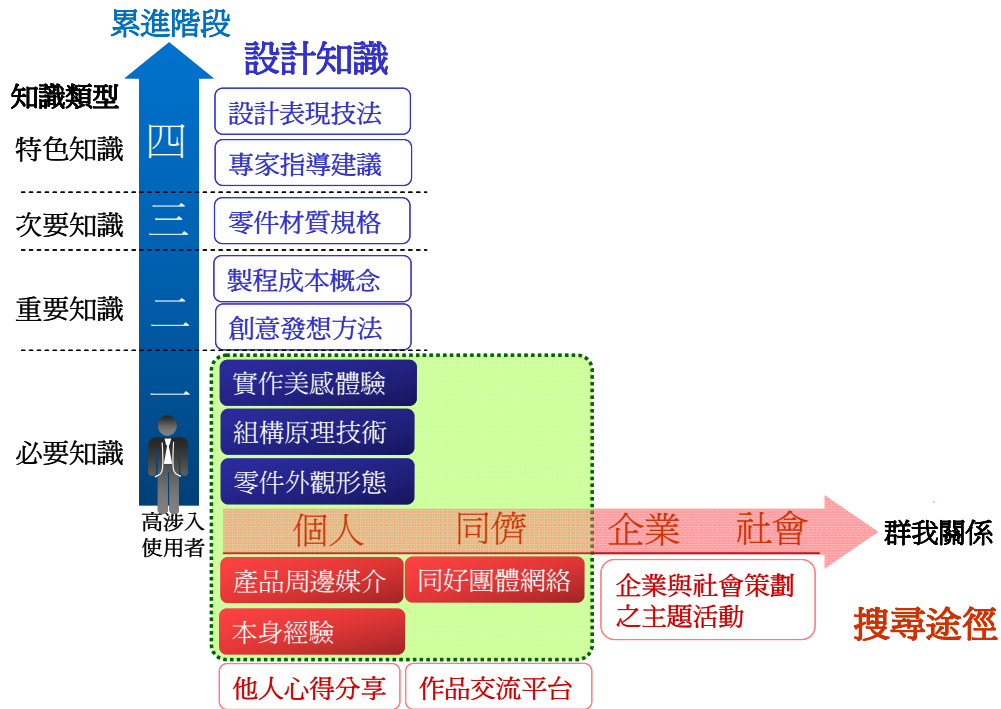 累進階段
設計知識
知識類型
特色知識
四
設計表現技法
專家指導建議
次要知識
三
零件材質規格
重要知識
二
製程成本概念
創意發想方法
必要知識
一
實作美感體驗
組構原理技術
零件外觀形態
高涉入
使用者
個人
同儕
企業
社會
群我關係
產品周邊媒介
同好團體網絡
企業與社會策劃
之主題活動
搜尋途徑
本身經驗
他人心得分享
作品交流平台